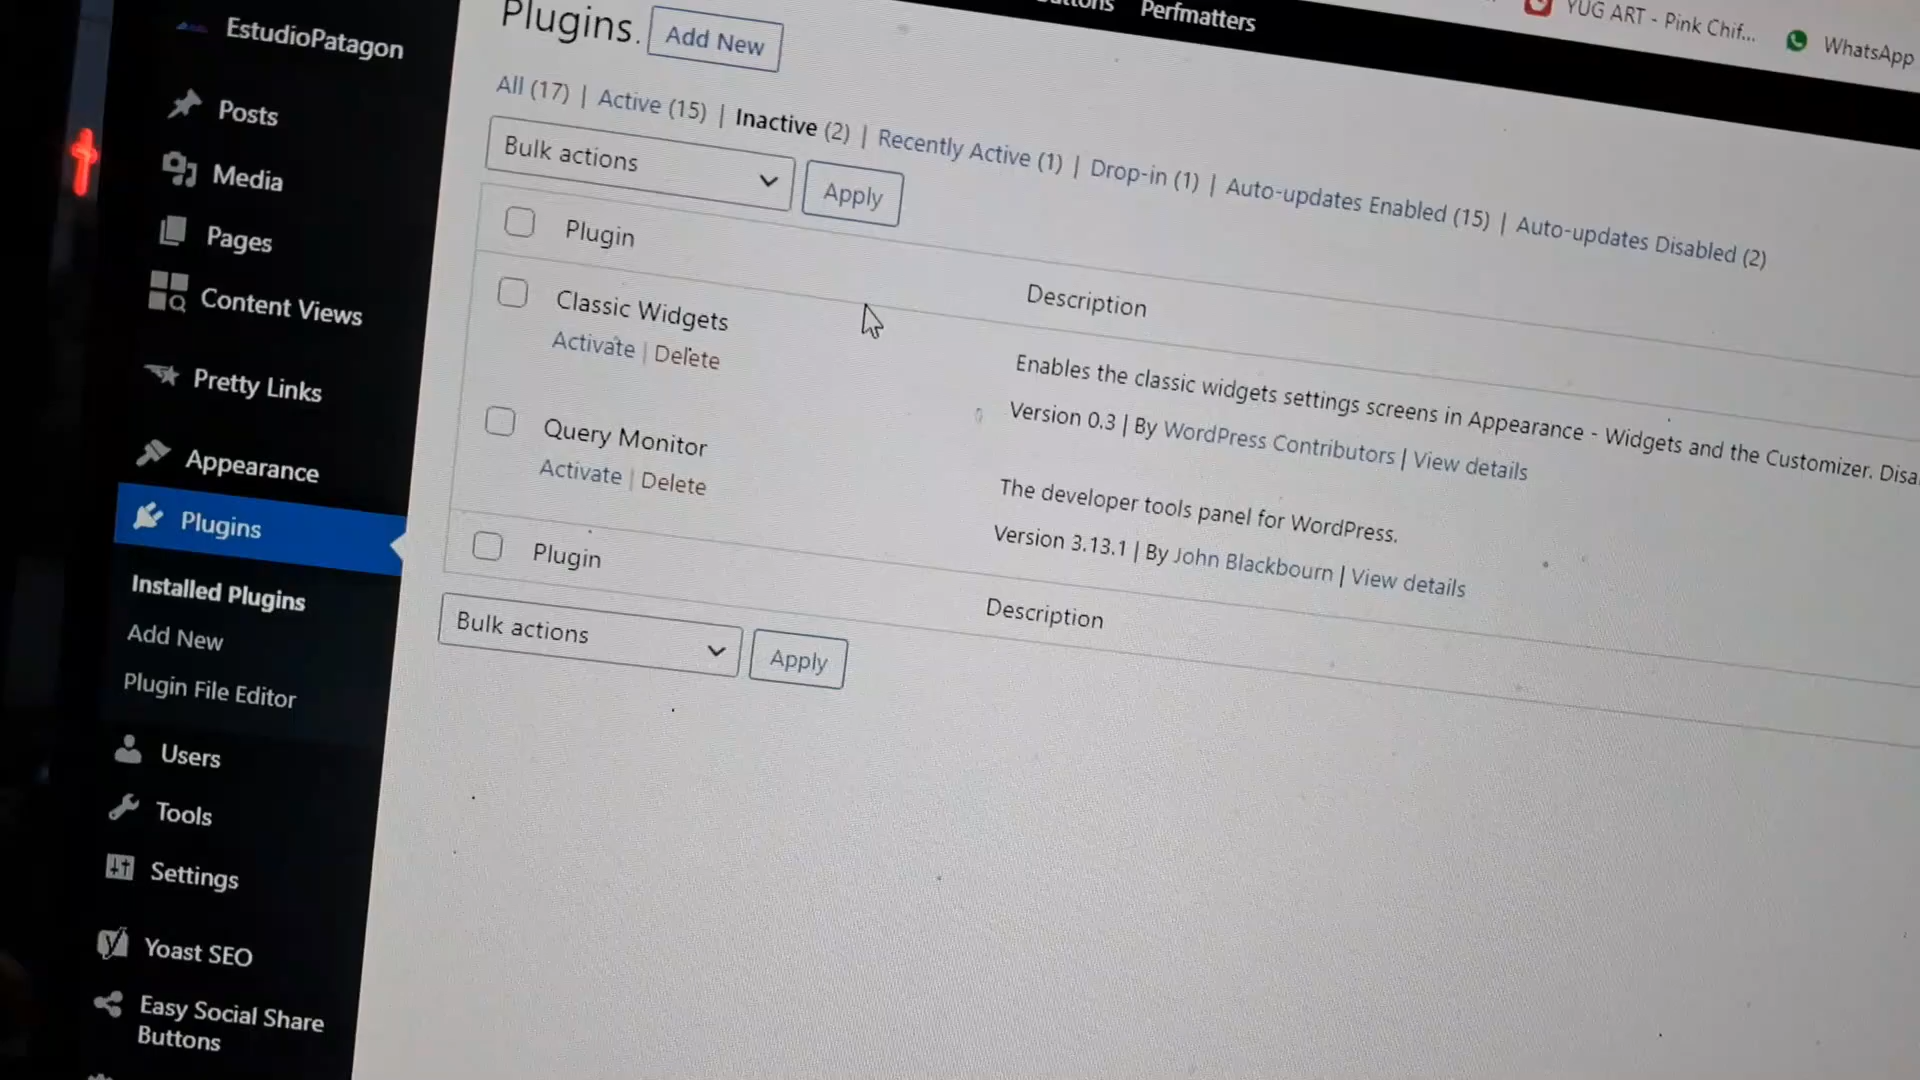 Perfmatters
YUG ART - Pink Chif...
WhatsApp
EstudioPatagon
Posts
Media
Pages
Content Views
Pretty Links
Appearance
Plugins
Installed Plugins
Add New
Plugin File Editor
Users
Tools
Settings
Yoast SEO
Easy Social Share
Buttons
Plugins. Add New
All (17) | Active (15) | Inactive (2) | Recently Active (1) | Drop-in (1) | Auto-updates Enabled (15) | Auto-updates Disabled (2)
Bulk actions Apply
Plugin Description
Classic Widgets
Activate | Delete
Enables the classic widgets settings screens in Appearance - Widgets and the Customizer.
Version 0.3 | By WordPress Contributors | View details
Query Monitor
Activate | Delete
The developer tools panel for WordPress.
Version 3.13.1 | By John Blackbourn | View details
Plugin Description
Bulk actions Apply